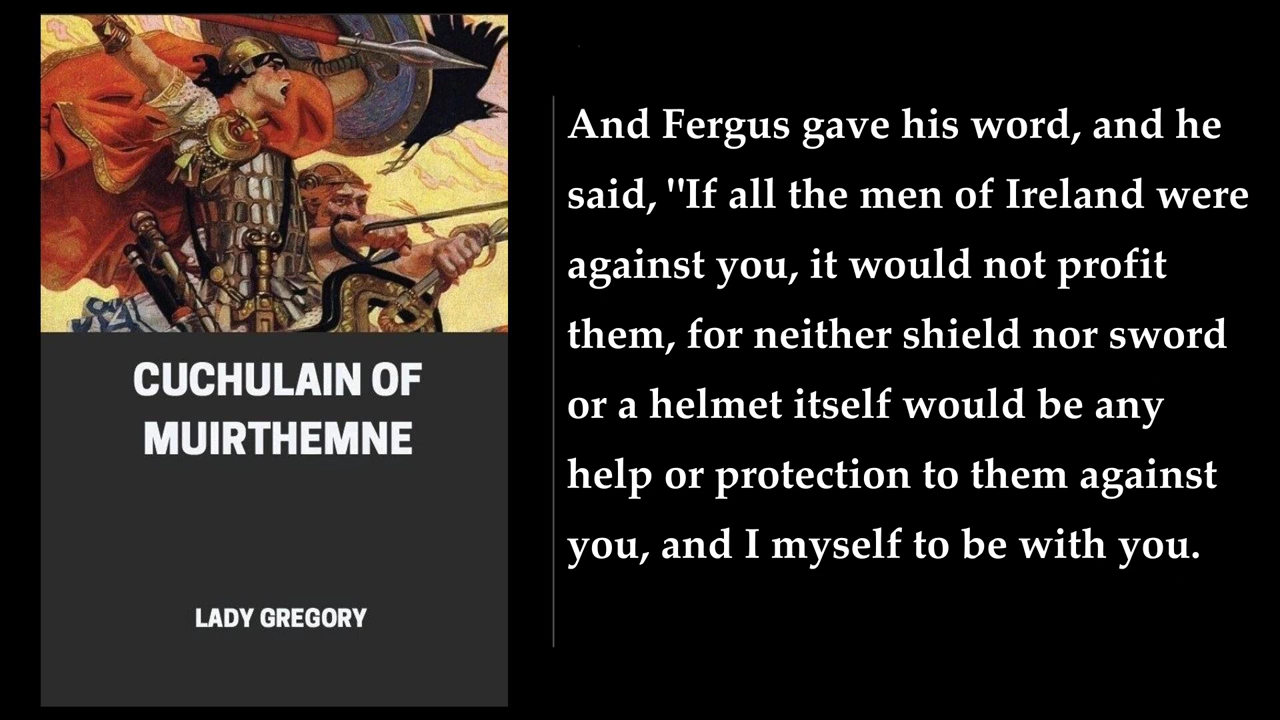 CUCHULAIN OF
MUIRTHEMNE
LADY GREGORY
And Fergus gave his word, and he
said, "If all the men of Ireland were
against you, it would not profit
them, for neither shield nor sword
or a helmet itself would be any
help or protection to them against
you, and I myself to be with you.